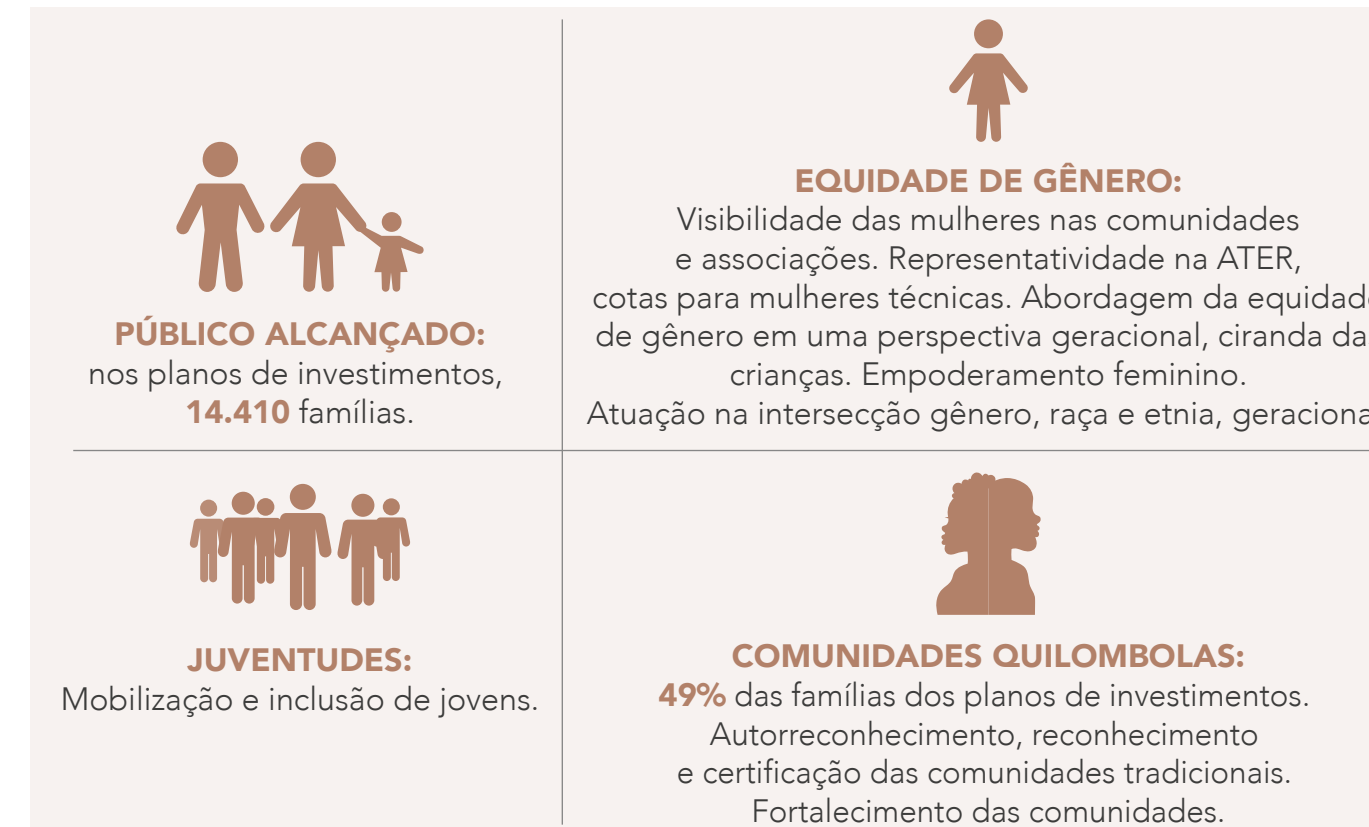 PÚBLICO ALCANÇADO:
nos planos de investimentos,
14.410 famílias.
EQUIDADE DE GÊNERO:
Visibilidade das mulheres nas comunidades
e associações. Representatividade na ATER,
cotas para mulheres técnicas. Abordagem da equidade
de gênero em uma perspectiva geracional, ciranda da
crianças. Empoderamento feminino.
Atuação na intersecção gênero, raça e etnia, geraciona
JUVENTUDES:
Mobilização e inclusão de jovens.
COMUNIDADES QUILOMBOLAS:
49% das famílias dos planos de investimentos.
Autorreconhecimento, reconhecimento
e certificação das comunidades tradicionais.
Fortalecimento das comunidades.